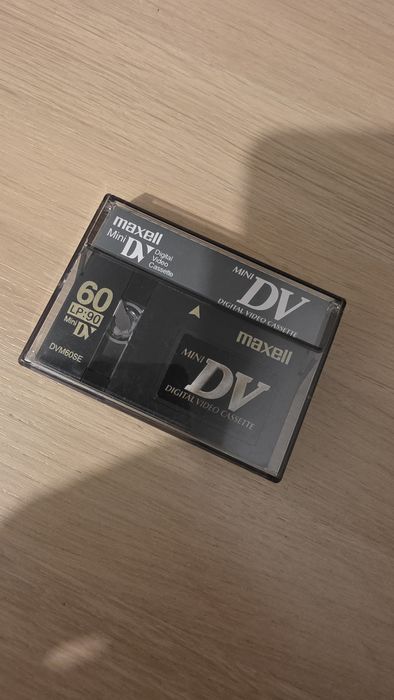 maxell
Mini DV Digital
Video
Cassette
MINI
DV
DIGITAL VIDEO CASSETTE
60
LP:90
Mini
DV
DVM60SE
maxell
MINI
DV
DIGITAL VIDEO CASSETTE